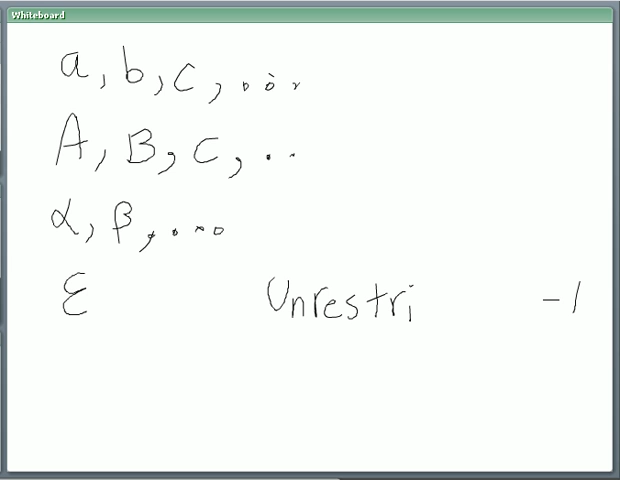 Whiteboard
a, b, c, ....
A, B, C, ...
α, β, ....
ε Unrestri -1